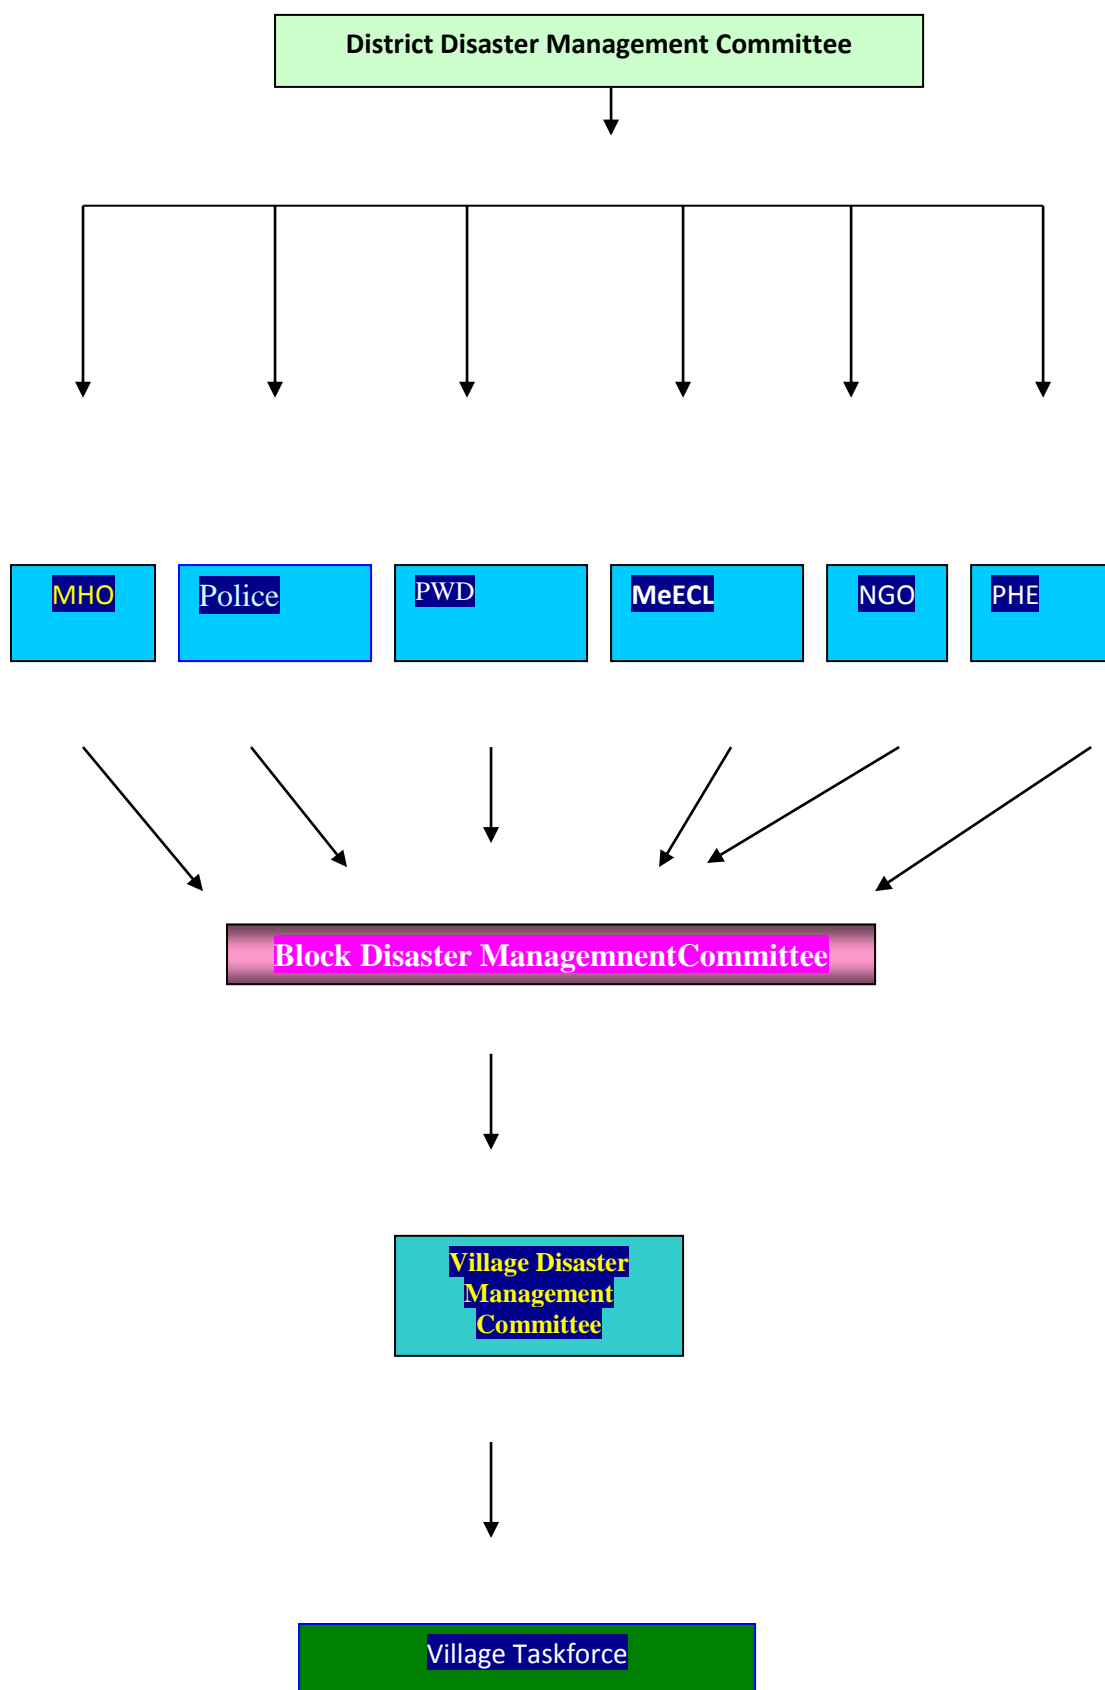 District Disaster Management Committee
MHO
Police
PWD
MeECL
NGO
PHE
Block Disaster ManagemnentCommittee
Village Disaster
Management
Committee
Village Taskforce